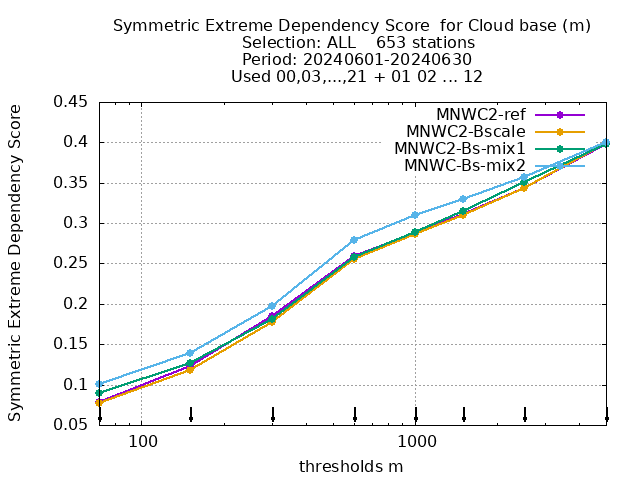 Symmetric Extreme Dependency Score  for Cloud base (m)
Selection: ALL    653 stations
Period: 20240601-20240630
Used 00,03,...,21 + 01 02 ... 12
Symmetric Extreme Dependency Score
0.45
0.4
0.35
0.3
0.25
0.2
0.15
0.1
0.05
MNWC2-ref
MNWC2-Bscale
MNWC2-Bs-mix1
MNWC-Bs-mix2
100
1000
thresholds m